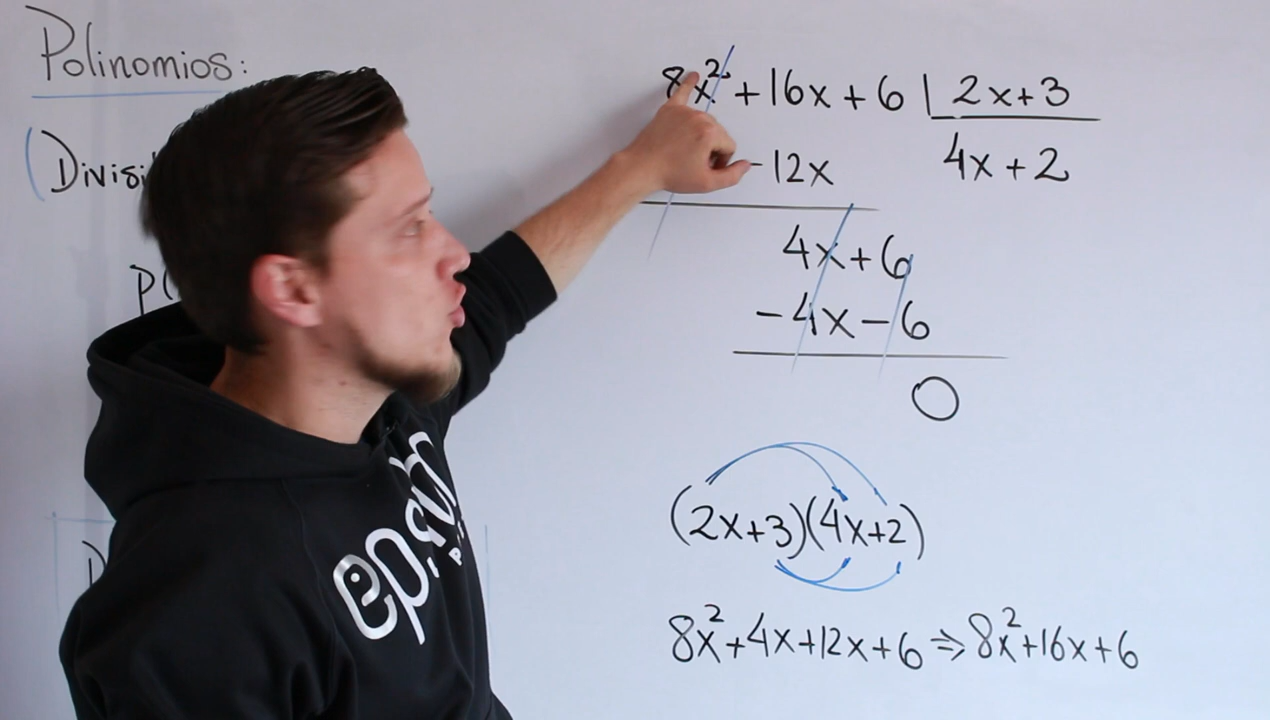 Polinomios:
8x² + 16x + 6 | 2x+3
- 12x 4x + 2
4x + 6
- 4x - 6
0
(2x+3)(4x+2)
8x² + 4x + 12x + 6 ⇒ 8x² + 16x + 6